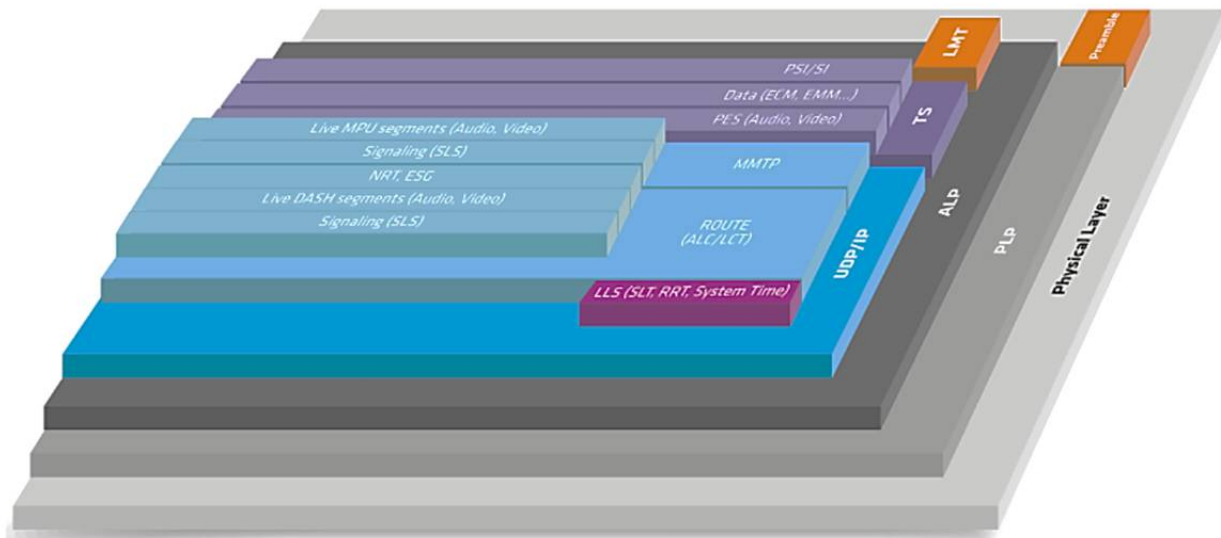 LMT
Preamble
PSI/SI
Data (ECM, EMM...)
PES (Audio, Video)
TS
Live MPU segments (Audio, Video)
Signaling (SLS)
MMTP
NRT, ESG
Live DASH segments (Audio, Video)
Signaling (SLS)
ROUTE
(ALC/LCT)
LLS (SLT, RRT, System Time)
UDP/IP
ALP
PLP
Physical Layer